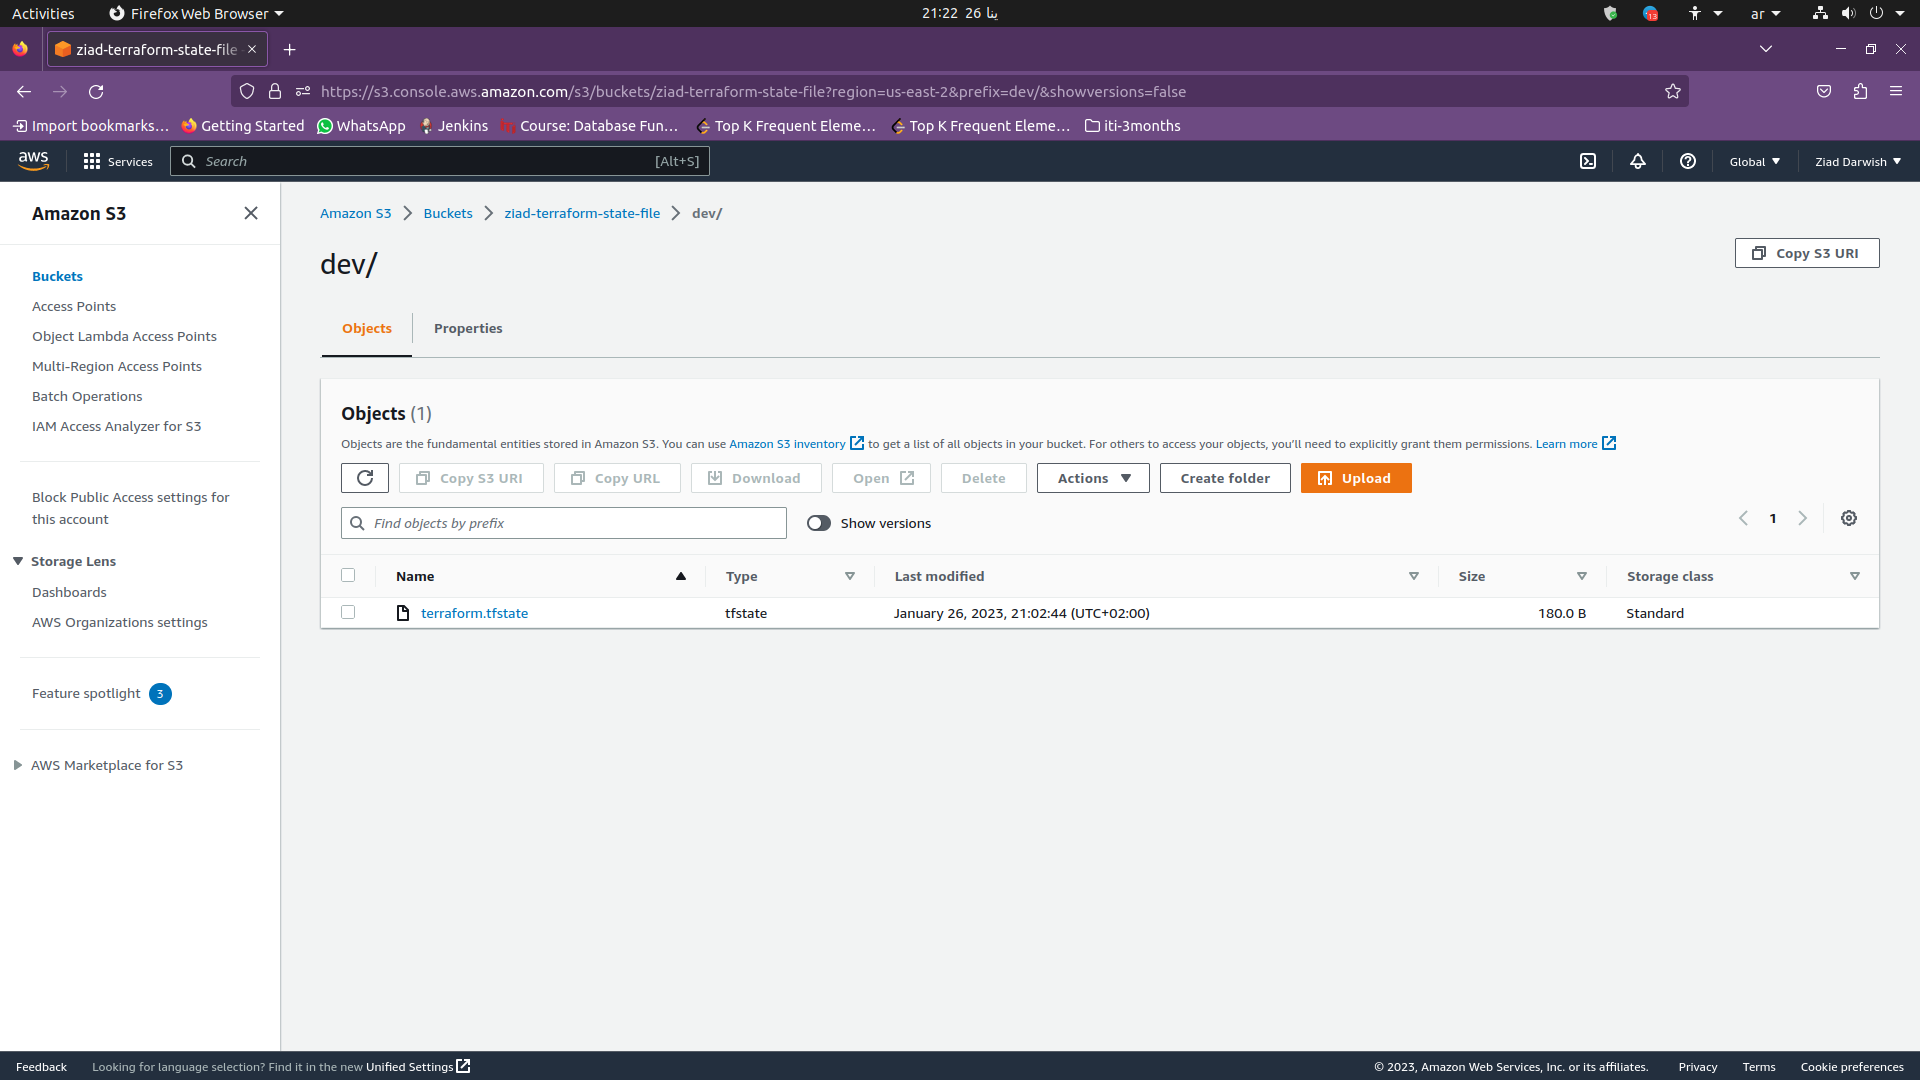 Activities
Firefox Web Browser
21:22 26 ينا
13
ar
ziad-terraform-state-file
https://s3.console.aws.amazon.com/s3/buckets/ziad-terraform-state-file?region=us-east-2&prefix=dev/&showversions=false
Import bookmarks...
Getting Started
WhatsApp
Jenkins
Course: Database Fun...
Top K Frequent Eleme...
Top K Frequent Eleme...
iti-3months
aws
Services
Search
[Alt+S]
Global
Ziad Darwish
Amazon S3
Buckets
Access Points
Object Lambda Access Points
Multi-Region Access Points
Batch Operations
IAM Access Analyzer for S3
Block Public Access settings for
this account
Storage Lens
Dashboards
AWS Organizations settings
Feature spotlight 3
AWS Marketplace for S3
Amazon S3 > Buckets > ziad-terraform-state-file > dev/
dev/
Copy S3 URI
Objects
Properties
Objects (1)
Objects are the fundamental entities stored in Amazon S3. You can use Amazon S3 inventory to get a list of all objects in your bucket. For others to access your objects, you'll need to explicitly grant them permissions. Learn more
Copy S3 URI
Copy URL
Download
Open
Delete
Actions
Create folder
Upload
Find objects by prefix
Show versions
1
Name Type Last modified Size Storage class
terraform.tfstate tfstate January 26, 2023, 21:02:44 (UTC+02:00) 180.0 B Standard
Feedback
Looking for language selection? Find it in the new Unified Settings
© 2023, Amazon Web Services, Inc. or its affiliates.
Privacy
Terms
Cookie preferences